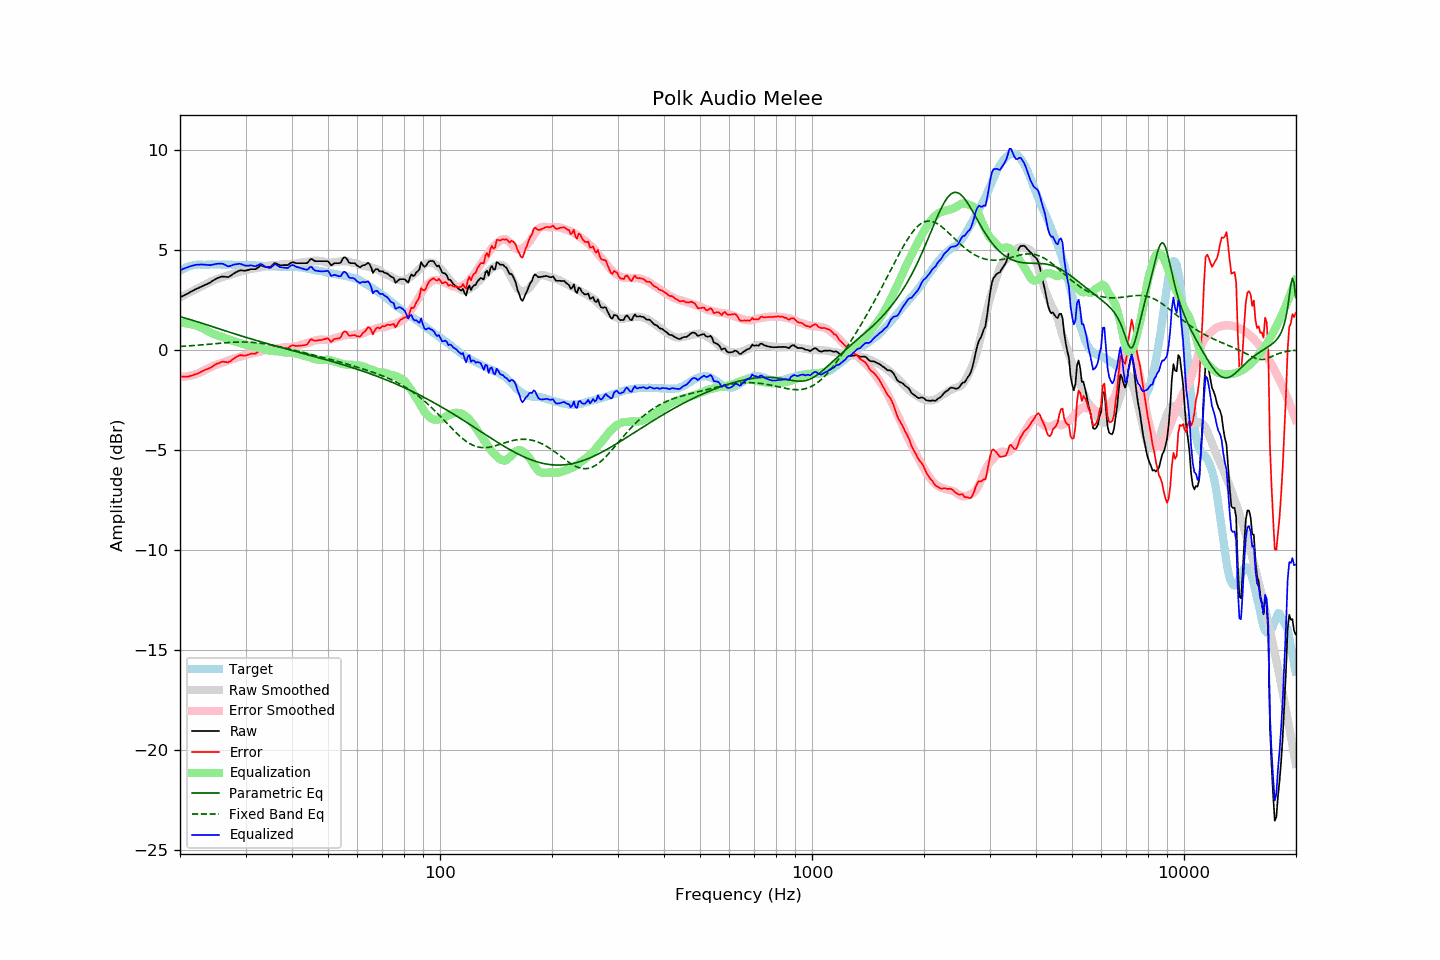 Polk Audio Melee
Amplitude (dBr)
10
5
0
−5
−10
−15
−20
−25
Target
Raw Smoothed
Error Smoothed
Raw
Error
Equalization
Parametric Eq
Fixed Band Eq
Equalized
100
1000
10000
Frequency (Hz)